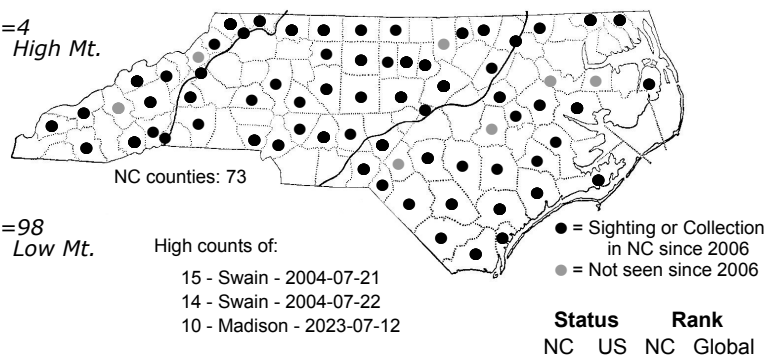 =4
High Mt.
NC counties: 73
=98
Low Mt.
High counts of:
15 - Swain - 2004-07-21
14 - Swain - 2004-07-22
10 - Madison - 2023-07-12
= Sighting or Collection
in NC since 2006
= Not seen since 2006
Status Rank
NC US NC Global